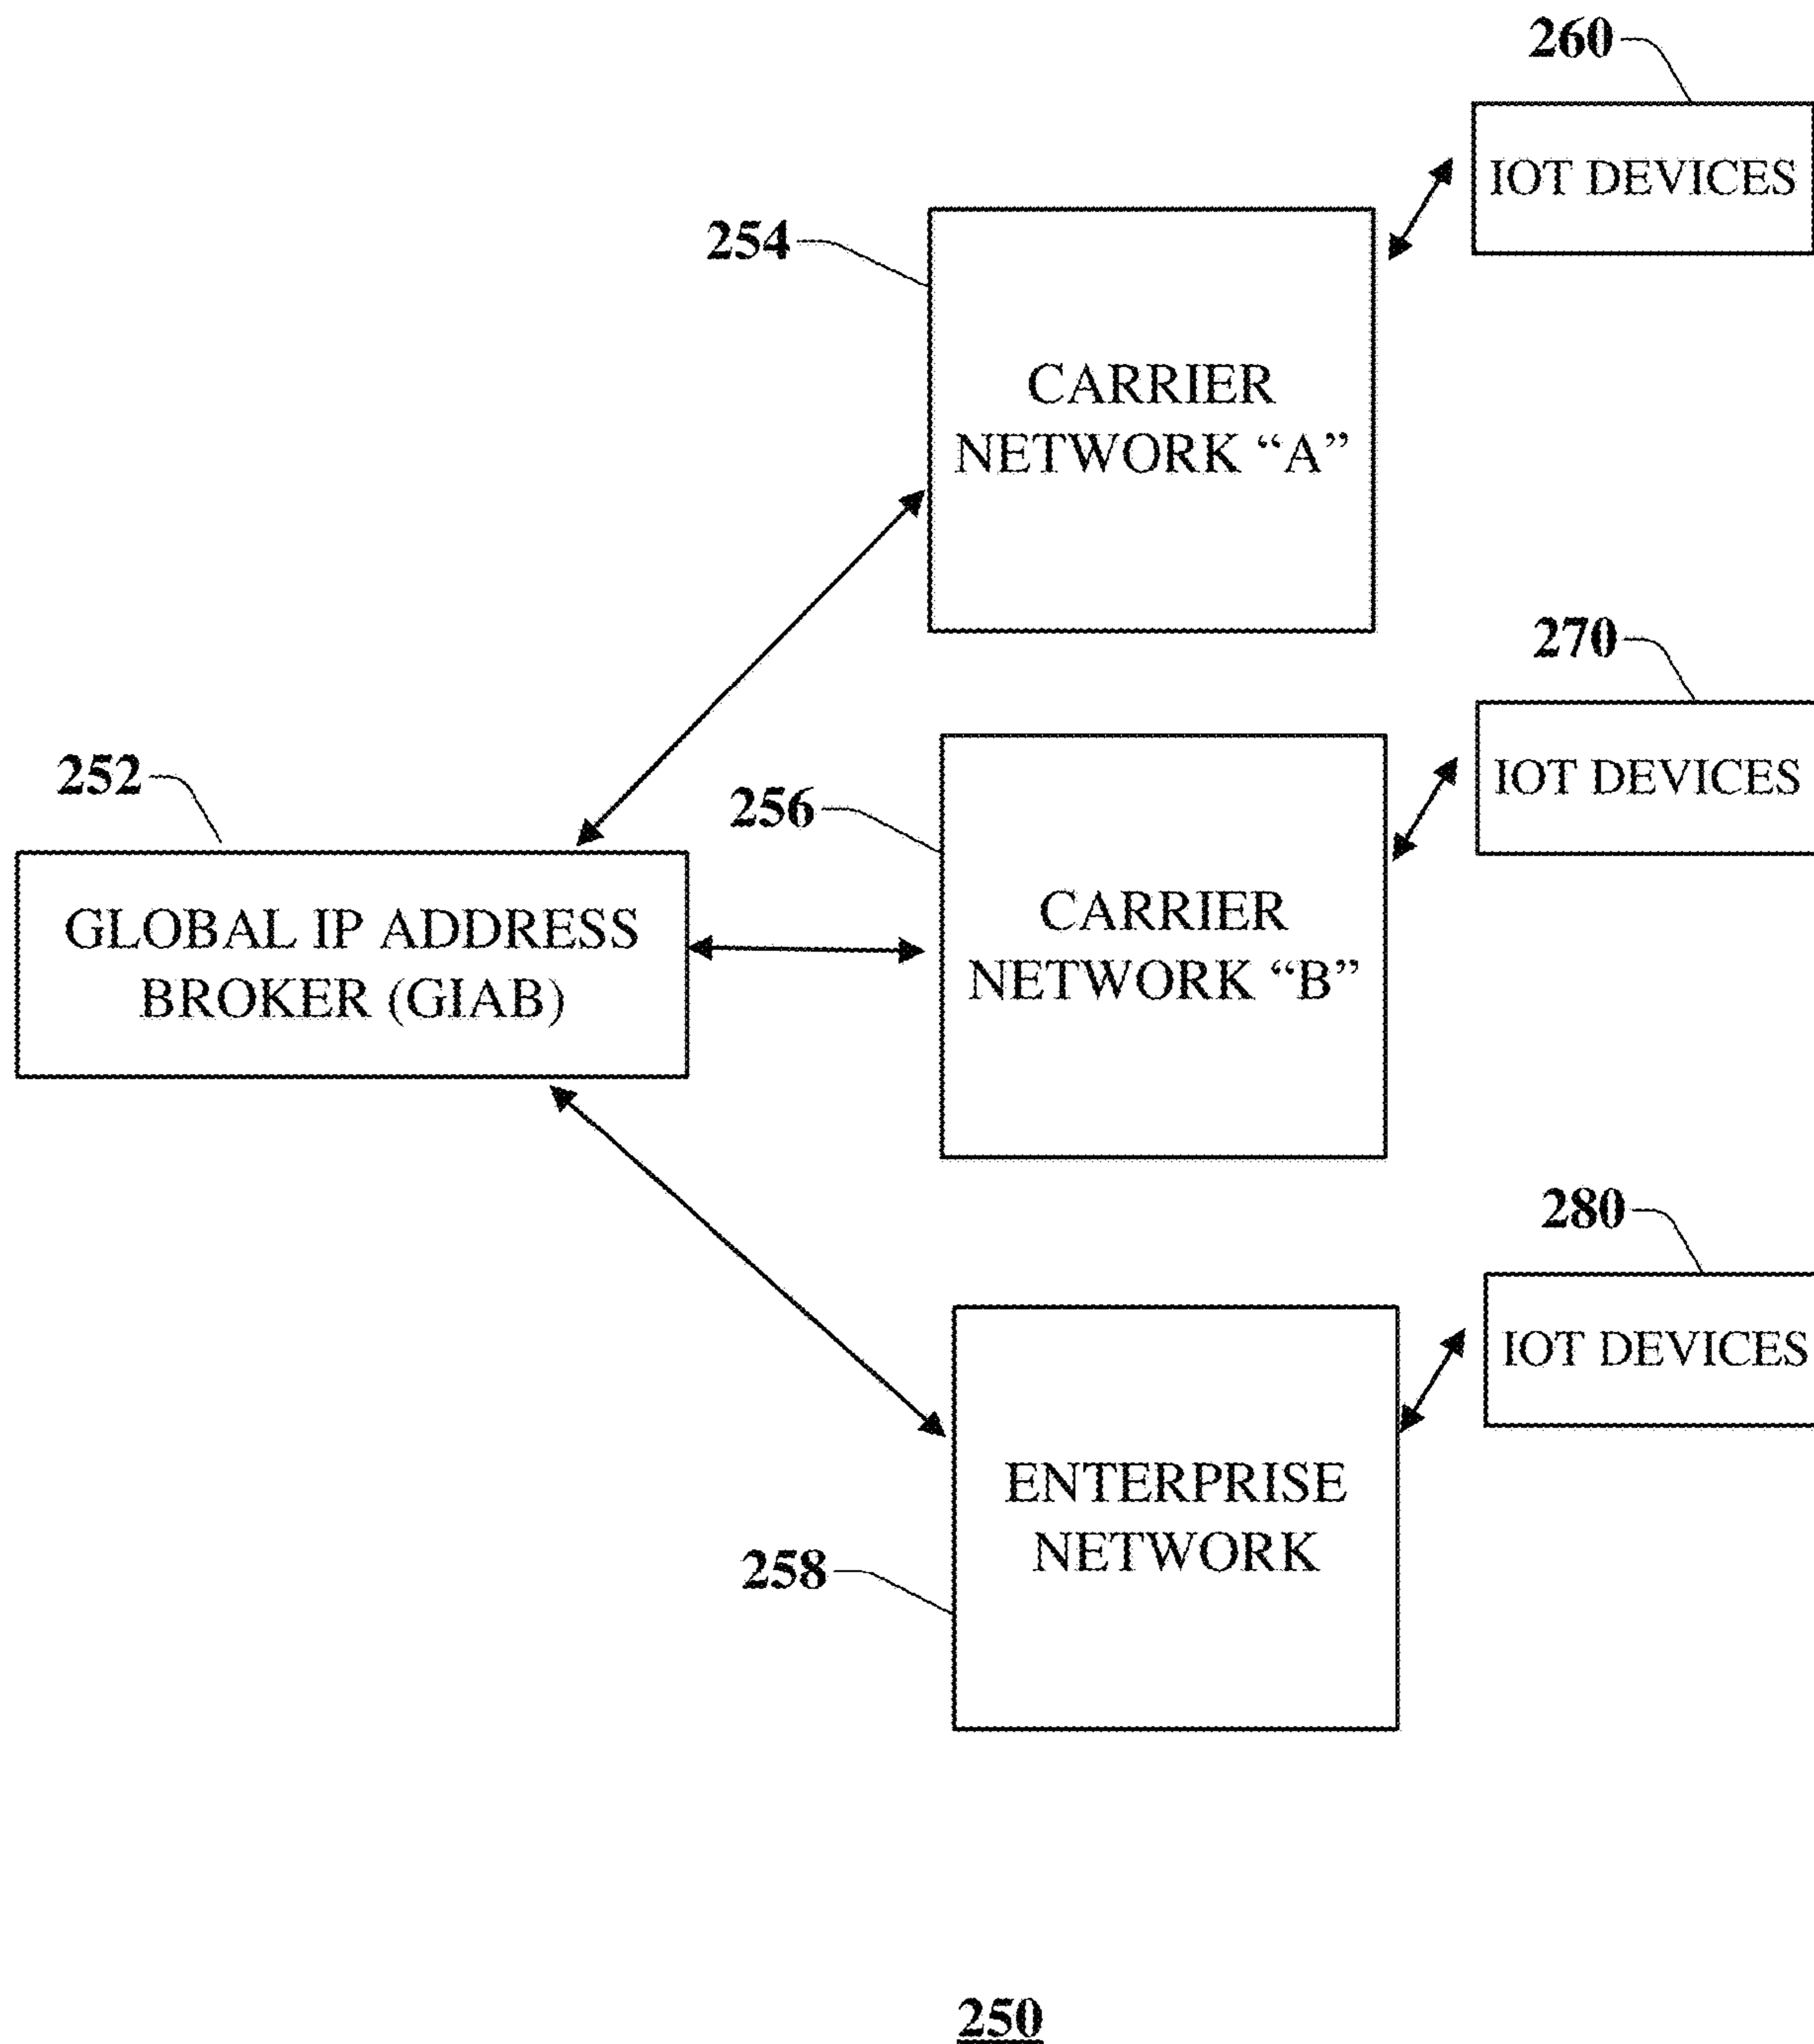 260
IOT DEVICES
254
CARRIER
NETWORK “A”
270
IOT DEVICES
252
GLOBAL IP ADDRESS
BROKER (GIAB)
256
CARRIER
NETWORK “B”
280
IOT DEVICES
ENTERPRISE
NETWORK
258
250